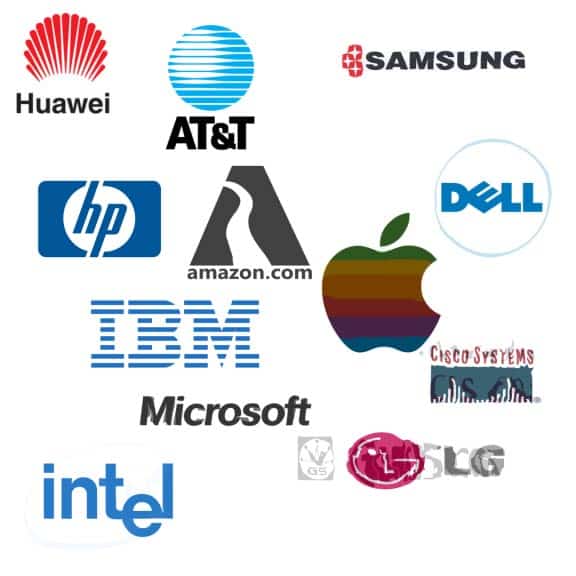 Huawei
AT&T
SAMSUNG
hp
amazon.com
DELL
IBM
CISCO SYSTEMS
Microsoft
GS
LG
intel